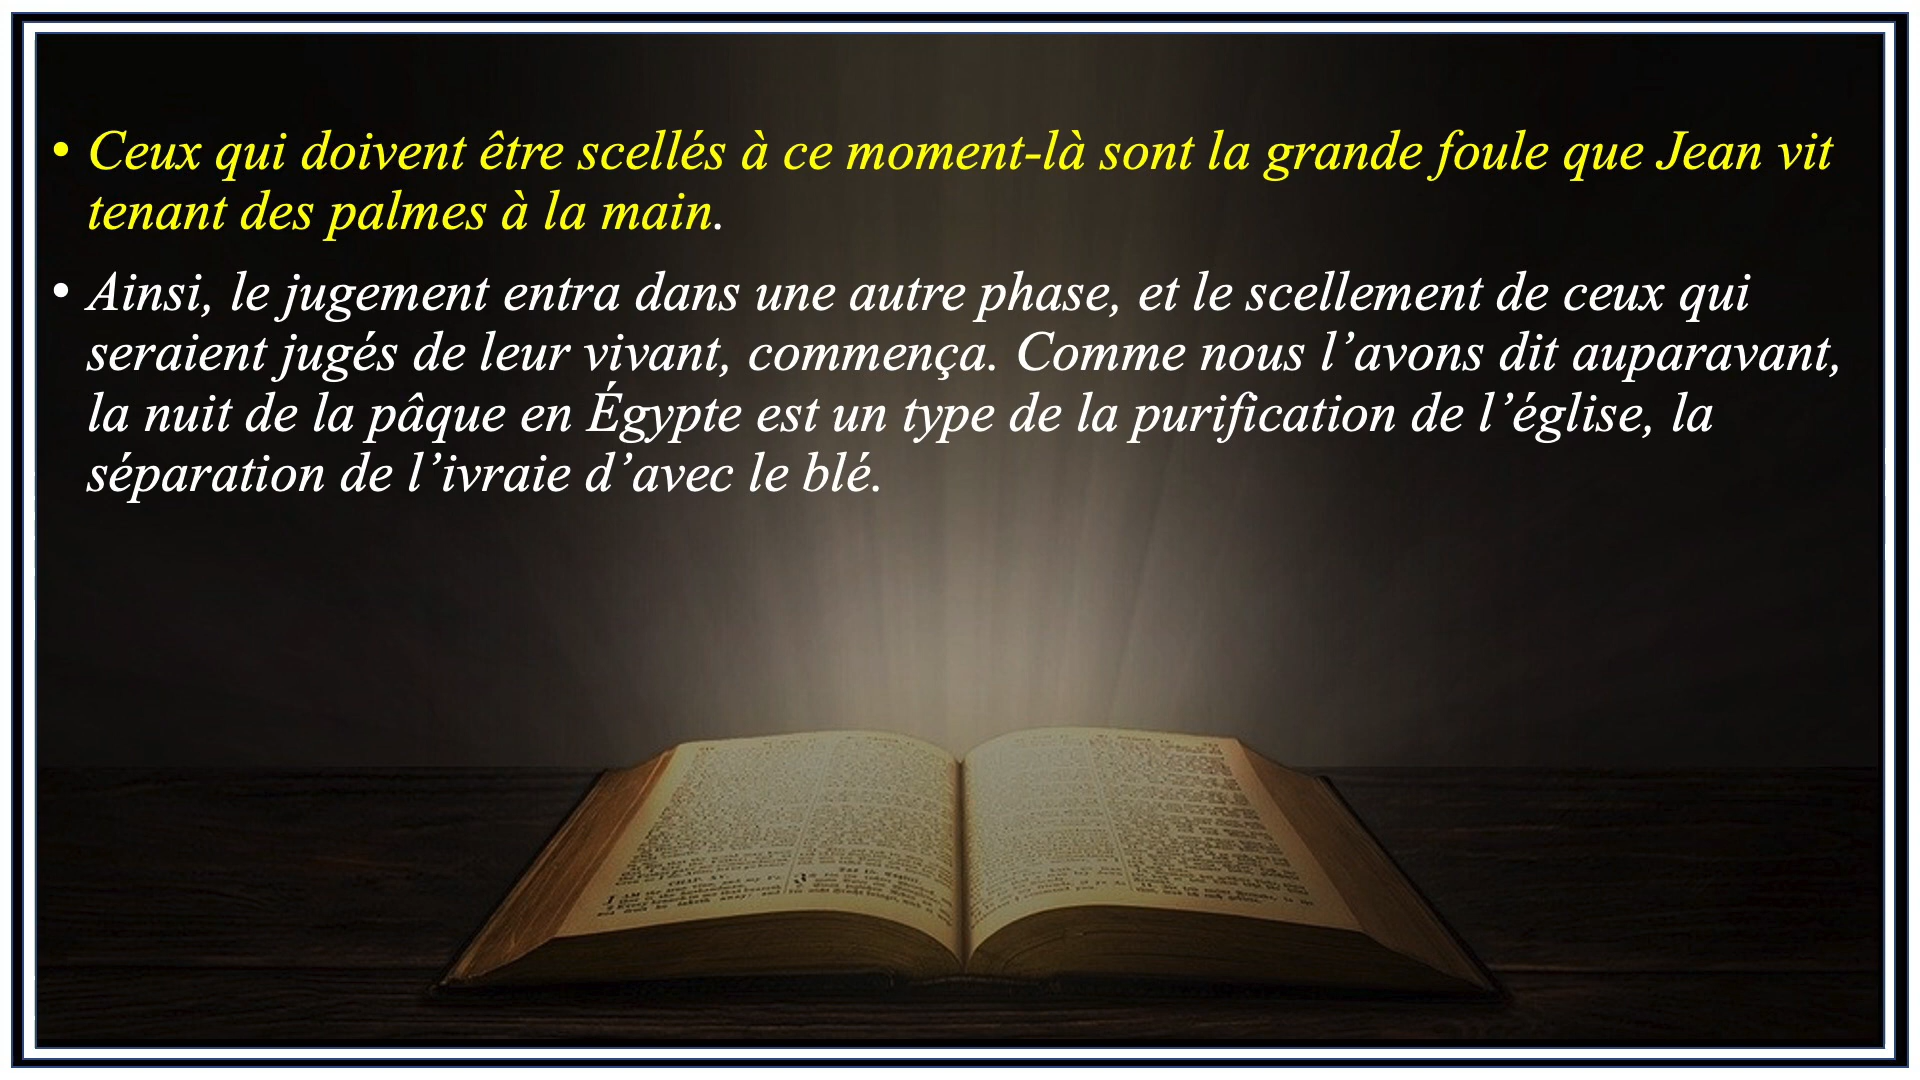 • Ceux qui doivent être scellés à ce moment-là sont la grande foule que Jean vit
tenant des palmes à la main.
• Ainsi, le jugement entra dans une autre phase, et le scellement de ceux qui
seraient jugés de leur vivant, commença. Comme nous l’avons dit auparavant,
la nuit de la pâque en Égypte est un type de la purification de l’église, la
séparation de l’ivraie d’avec le blé.